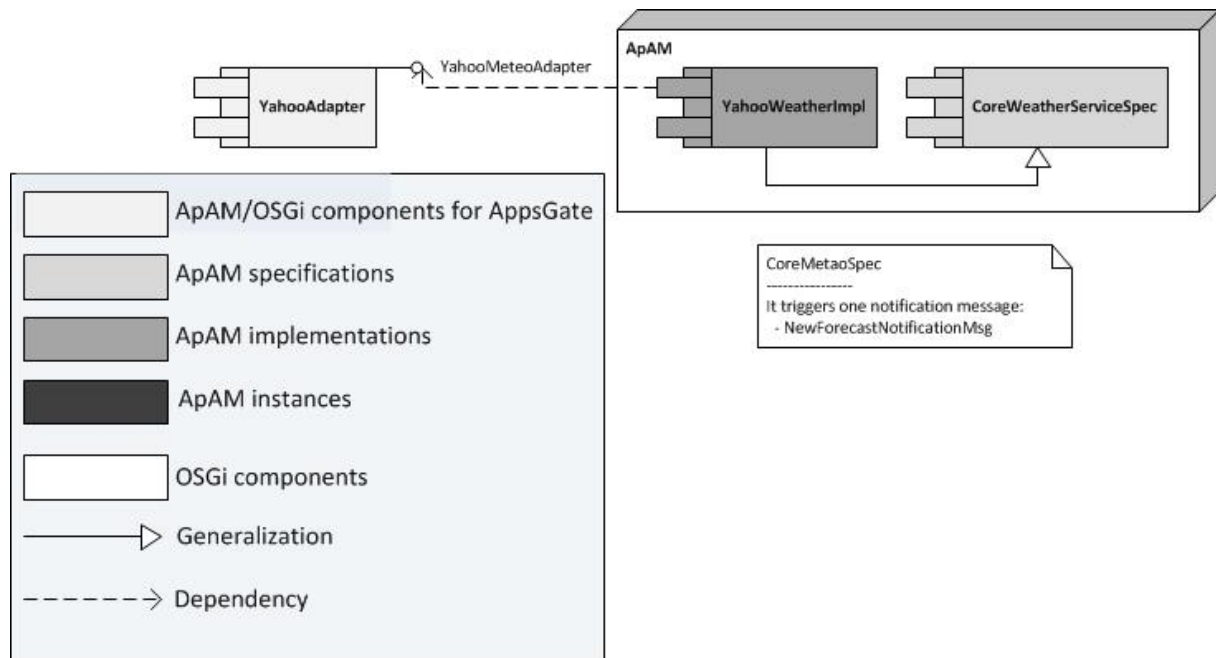 ApAM
YahooMeteoAdapter
YahooAdapter
YahooWeatherImpl
CoreWeatherServiceSpec
ApAM/OSGi components for AppsGate
ApAM specifications
ApAM implementations
ApAM instances
OSGi components
Generalization
Dependency
CoreMetaoSpec
----------------
It triggers one notification message:
- NewForecastNotificationMsg